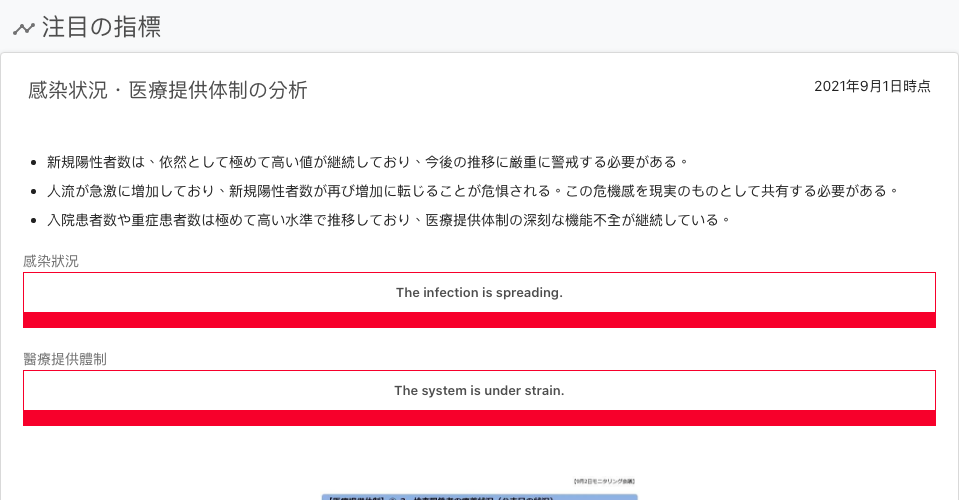 注目の指標
感染状況・医療提供体制の分析
2021年9月1日時点
新規陽性者数は、依然として極めて高い値が継続しており、今後の推移に厳重に警戒する必要がある。
人流が急激に増加しており、新規陽性者数が再び増加に転じることが危惧される。この危機感を現実のものとして共有する必要がある。
入院患者数や重症患者数は極めて高い水準で推移しており、医療提供体制の深刻な機能不全が継続している。
感染狀況
The infection is spreading.
醫療提供體制
The system is under strain.
【9月2日モニタリング会議】